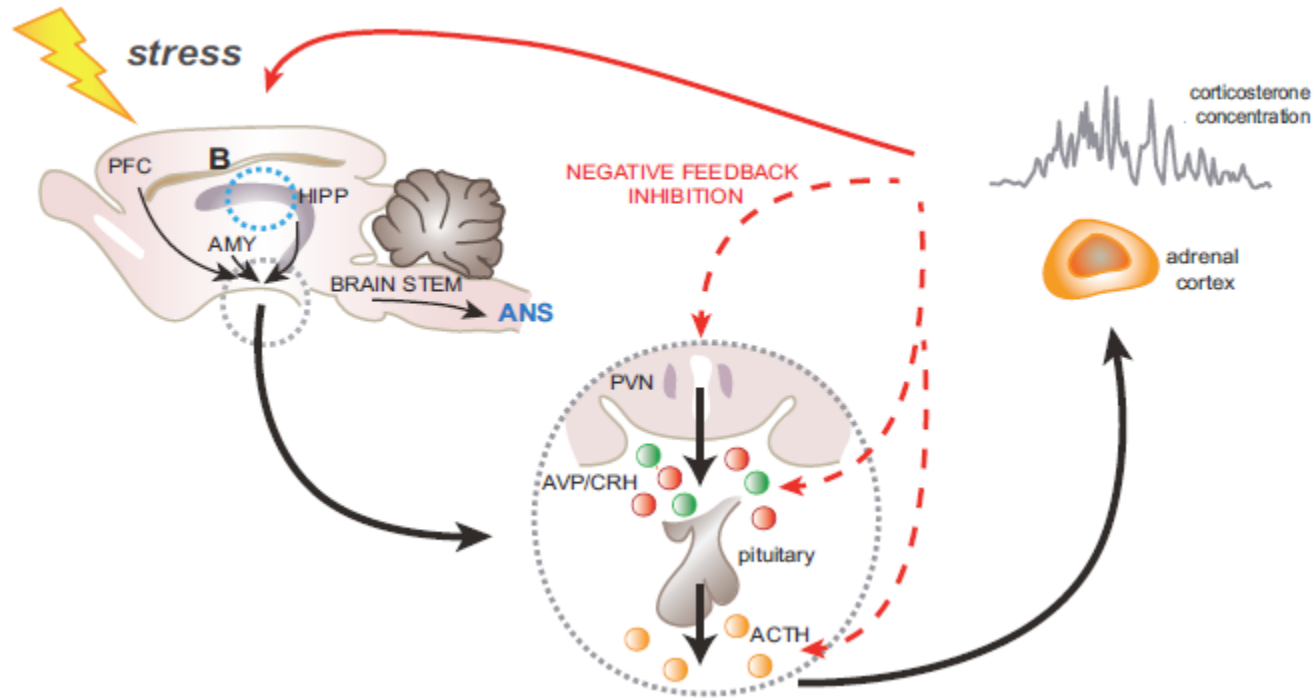 stress
corticosterone
concentration
PFC
B
HIPP
AMY
BRAIN STEM
ANS
NEGATIVE FEEDBACK
INHIBITION
adrenal
cortex
PVN
AVP/CRH
pituitary
ACTH